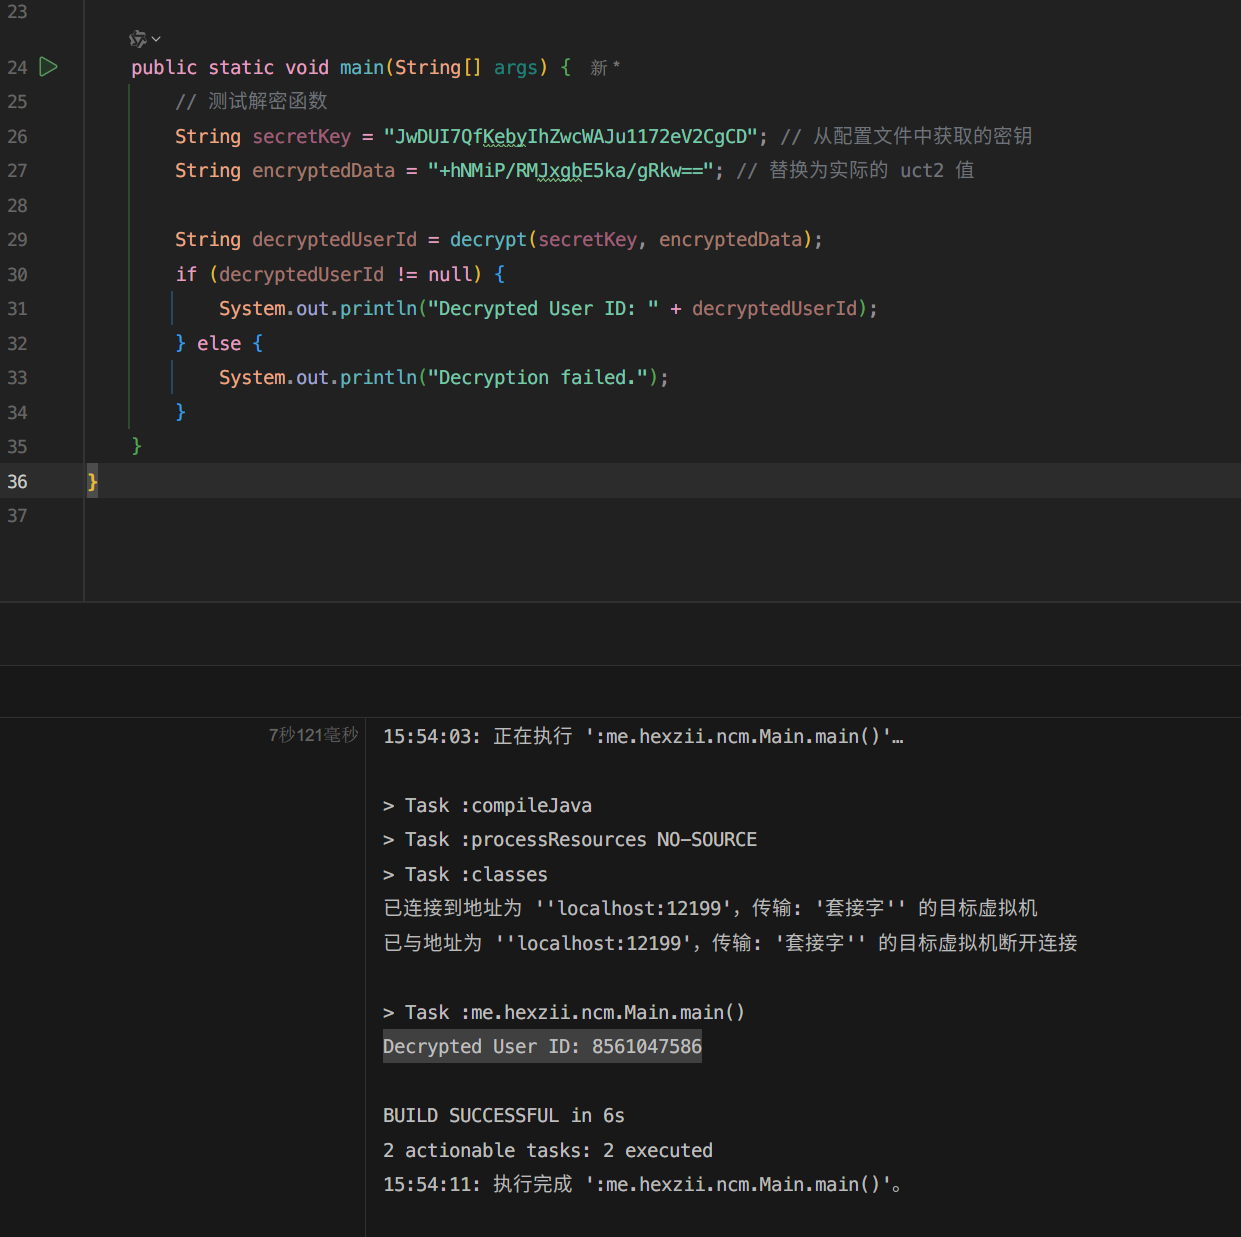 23
24 public static void main(String[] args) { 新 *
25 // 测试解密函数
26 String secretKey = "JwDUI7QfKebyIhZwcWAJu1172eV2CgCD"; // 从配置文件中获取的密钥
27 String encryptedData = "+hNMiP/RMJxgbE5ka/gRkw=="; // 替换为实际的 uct2 值
28
29 String decryptedUserId = decrypt(secretKey, encryptedData);
30 if (decryptedUserId != null) {
31 System.out.println("Decrypted User ID: " + decryptedUserId);
32 } else {
33 System.out.println("Decryption failed.");
34 }
35 }
36 }
37
7秒121毫秒
15:54:03: 正在执行 ':me.hexzii.ncm.Main.main()'…
> Task :compileJava
> Task :processResources NO-SOURCE
> Task :classes
已连接到地址为 ''localhost:12199'，传输: '套接字'' 的目标虚拟机
已与地址为 ''localhost:12199'，传输: '套接字'' 的目标虚拟机断开连接
> Task :me.hexzii.ncm.Main.main()
Decrypted User ID: 8561047586
BUILD SUCCESSFUL in 6s
2 actionable tasks: 2 executed
15:54:11: 执行完成 ':me.hexzii.ncm.Main.main()'。